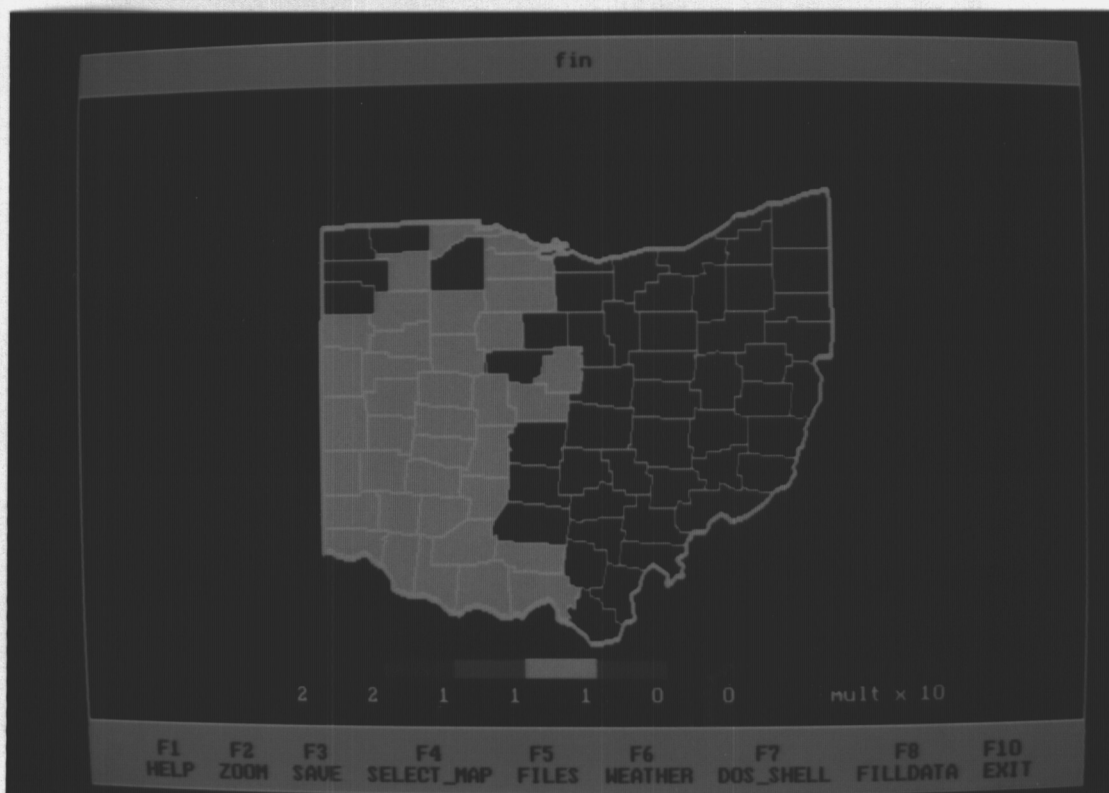 fin
2 2 1 1 1 0 0 mult x 10
F1 F2 F3 F4 F5 F6 F7 F8 F10
HELP ZOOM SAVE SELECT_MAP FILES WEATHER DOS_SHELL FILLDATA EXIT